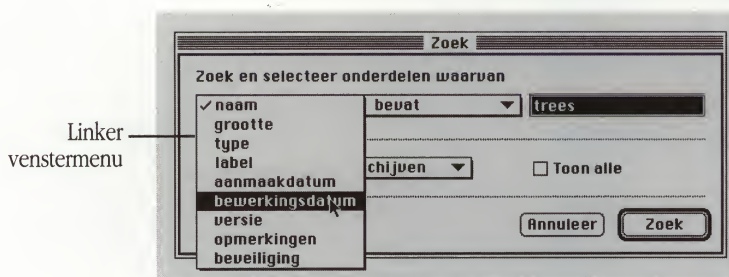 Zoek
Zoek en selecteer onderdelen waarvan
✓ naam bevat trees
grootte
type
label chijven Toon alle
aanmaakdatum
bewerkingsdatum
versie Annuleer Zoek
opmerkingen
beveiliging
Linker
venstermenu